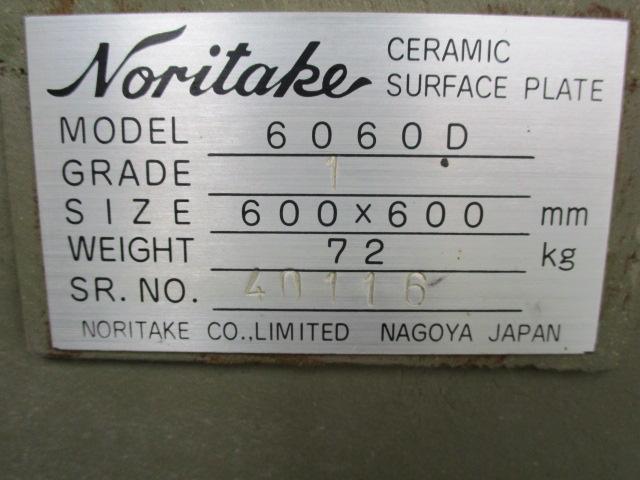 Noritake CERAMIC SURFACE PLATE
MODEL 6060D
GRADE 1
SIZE 600×600 mm
WEIGHT 72 kg
SR. NO. 40116
NORITAKE CO.,LIMITED NAGOYA JAPAN